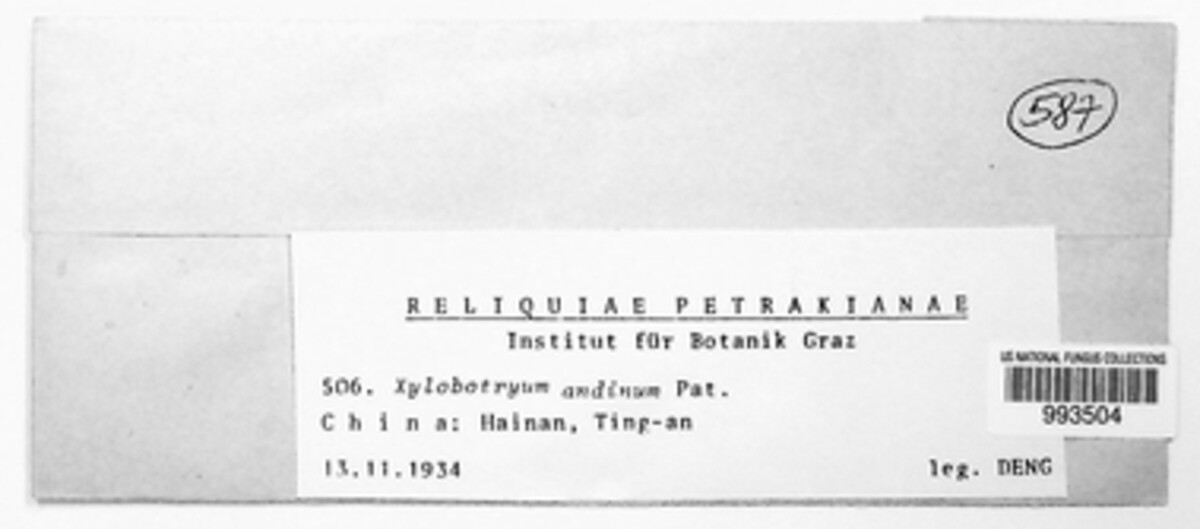 587
RELIQUIAE PETRAKIANAE
Institut für Botanik Graz
506. Xylobotryum andinum Pat.
China: Hainan, Ting-an
13.11.1934 leg. DENG
US NATIONAL FUNGUS COLLECTIONS
993504